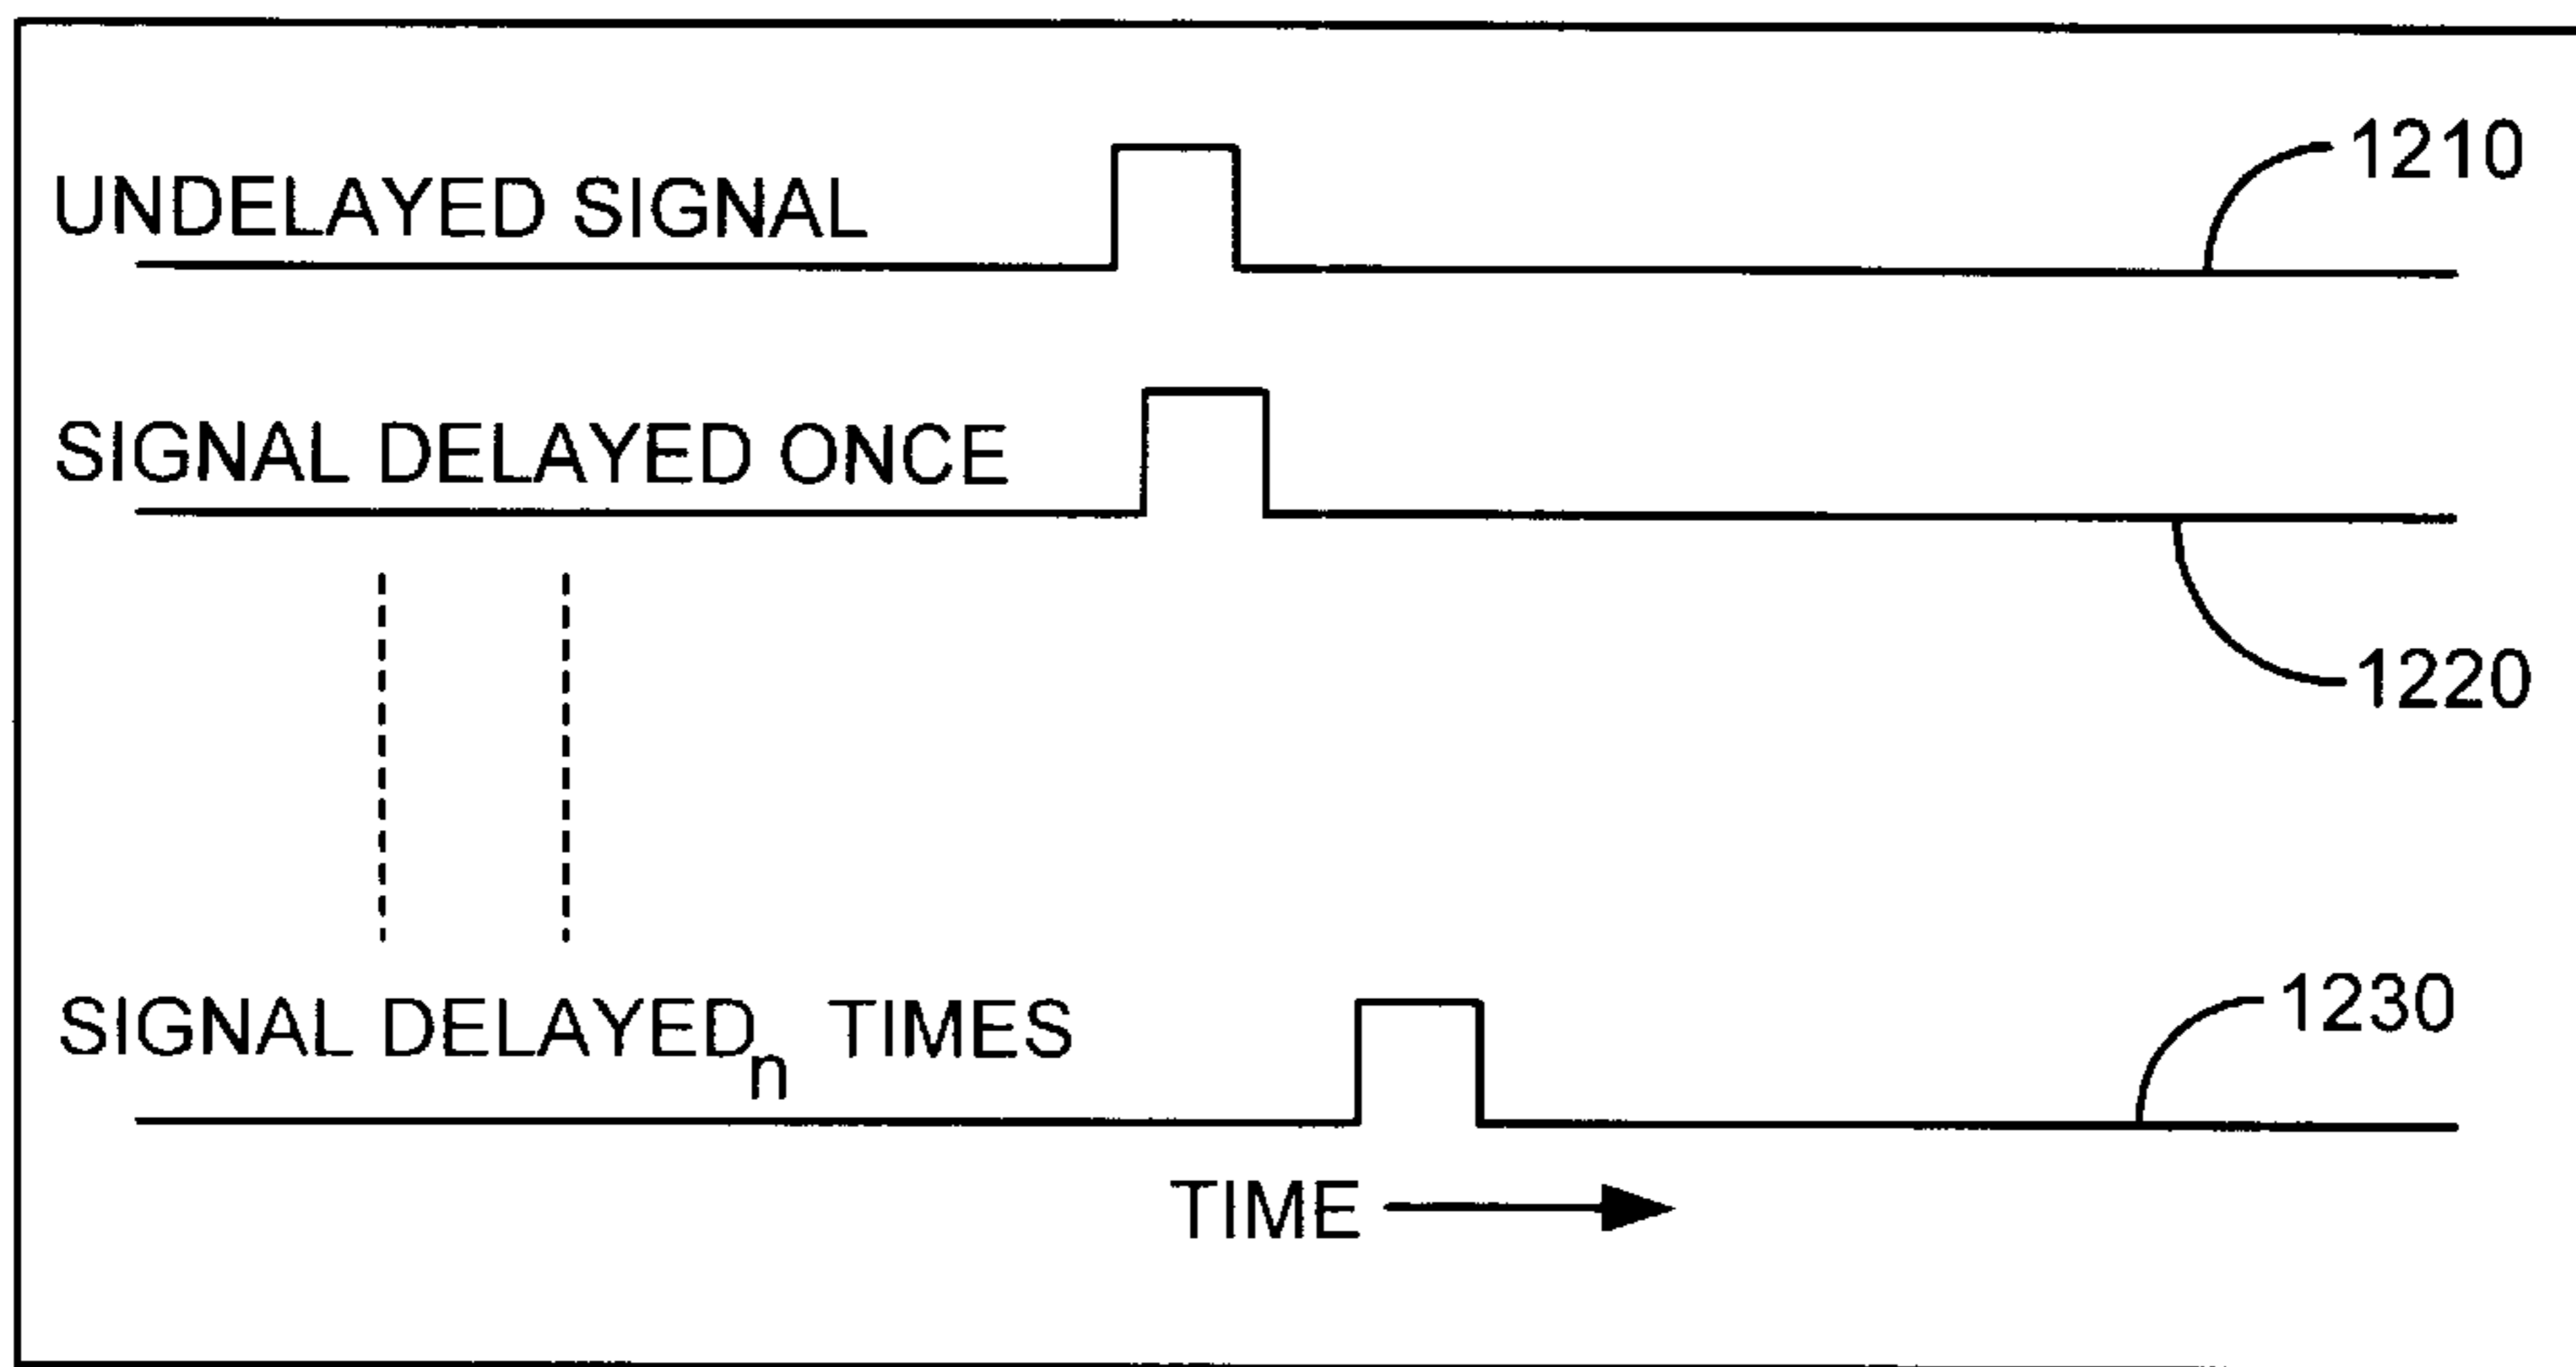 1210
UNDELAYED SIGNAL
SIGNAL DELAYED ONCE
1220
SIGNAL DELAYEDn TIMES
1230
TIME